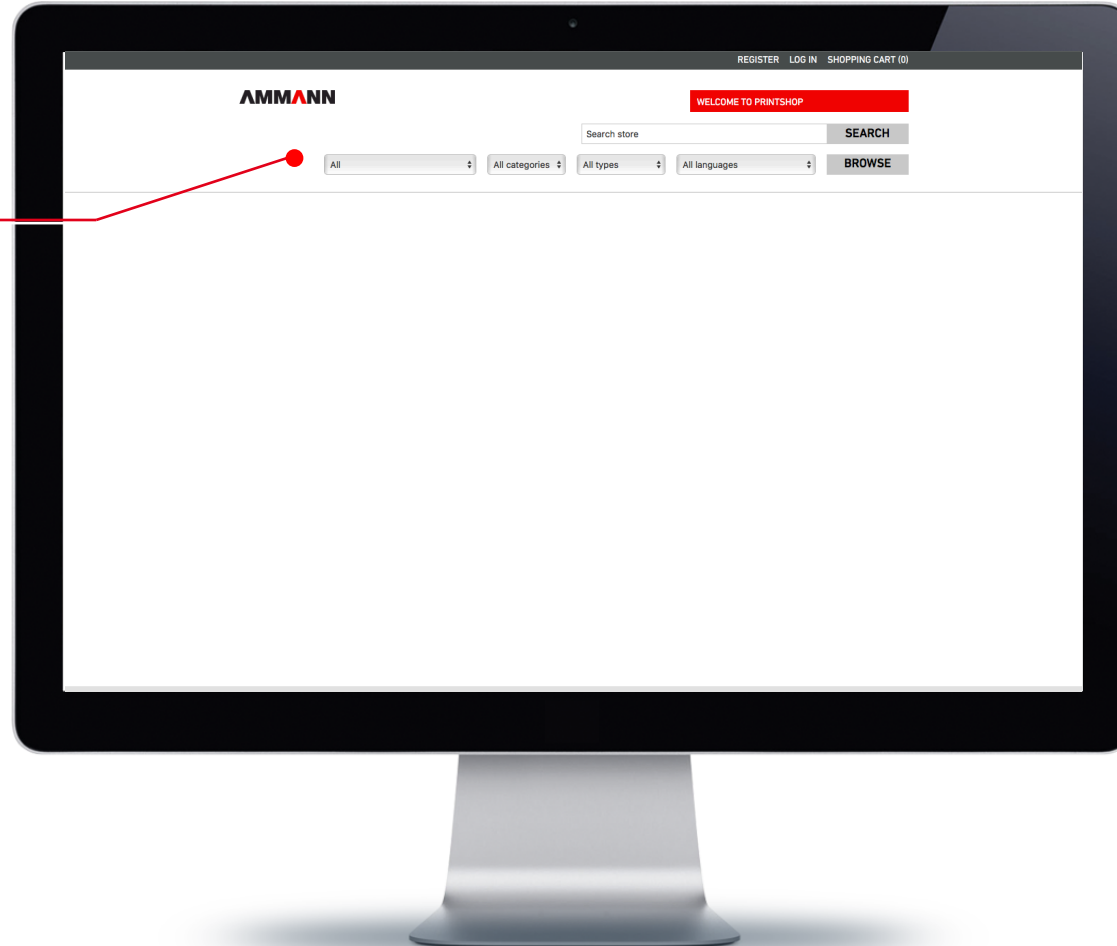 REGISTER LOG IN SHOPPING CART (0)
AMMANN
WELCOME TO PRINTSHOP
Search store SEARCH
All All categories All types All languages BROWSE